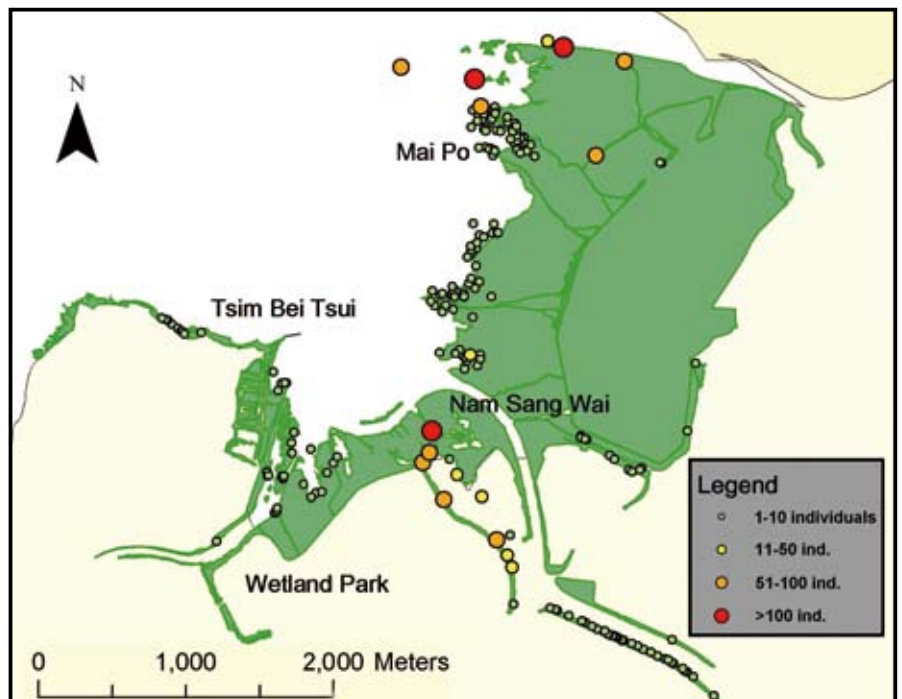 N
Mai Po
Tsim Bei Tsui
Nam Sang Wai
Wetland Park
Legend
1-10 individuals
11-50 ind.
51-100 ind.
>100 ind.
0 1,000 2,000 Meters